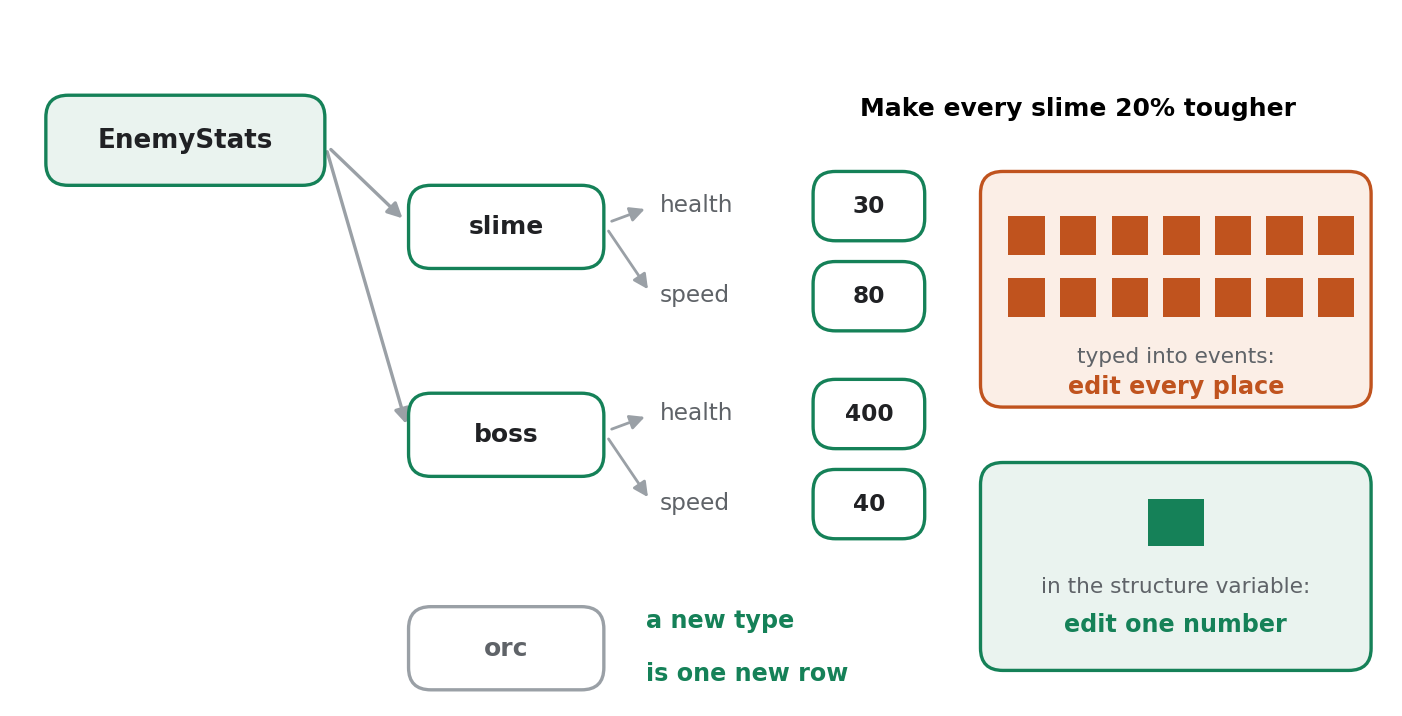 Make every slime 20% tougher
EnemyStats
slime
health
30
speed
80
boss
health
400
speed
40
orc
a new type
is one new row
typed into events:
edit every place
in the structure variable:
edit one number